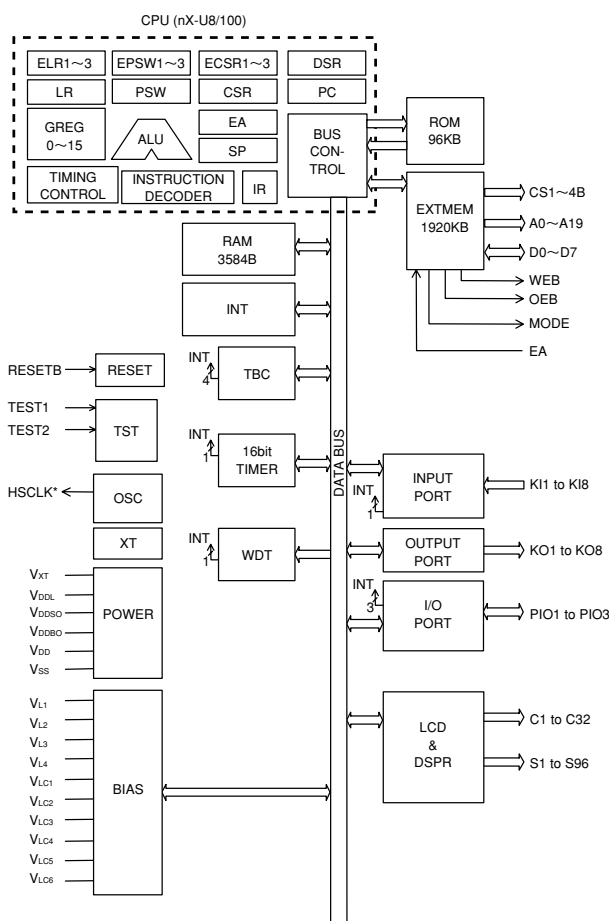 CPU (nX-U8/100)
ELR1～3
EPSW1～3
ECSR1～3
DSR
LR
PSW
CSR
PC
GREG
0～15
ALU
EA
SP
BUS
CON-
TROL
TIMING
CONTROL
INSTRUCTION
DECODER
IR
ROM
96KB
EXTMEM
1920KB
CS1～4B
A0～A19
D0～D7
WEB
OEB
MODE
EA
RAM
3584B
INT
INT
4
TBC
RESETB
RESET
TEST1
TEST2
TST
INT
1
16bit
TIMER
DATA BUS
INPUT
PORT
INT
1
KI1 to KI8
HSCLK*
OSC
XT
INT
1
WDT
OUTPUT
PORT
KO1 to KO8
INT
3
I/O
PORT
PIO1 to PIO3
VXT
VDDL
VDDSO
VDDBO
VDD
VSS
POWER
VL1
VL2
VL3
VL4
VLC1
VLC2
VLC3
VLC4
VLC5
VLC6
BIAS
LCD
&
DSPR
C1 to C32
S1 to S96